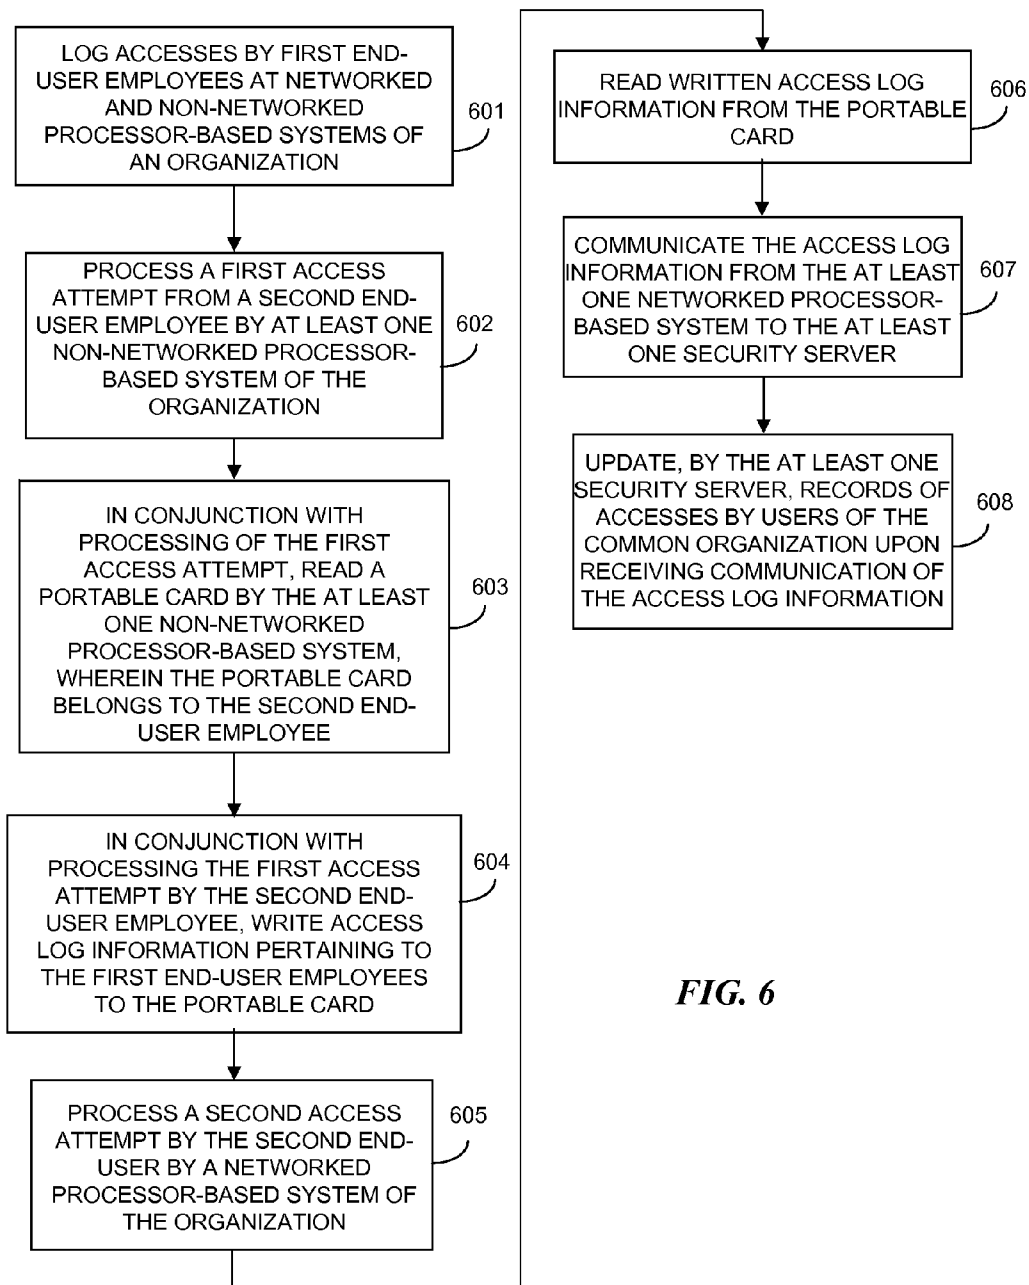 LOG ACCESSES BY FIRST END-
USER EMPLOYEES AT NETWORKED
AND NON-NETWORKED
PROCESSOR-BASED SYSTEMS OF
AN ORGANIZATION
601
PROCESS A FIRST ACCESS
ATTEMPT FROM A SECOND END-
USER EMPLOYEE BY AT LEAST ONE
NON-NETWORKED PROCESSOR-
BASED SYSTEM OF THE
ORGANIZATION
602
IN CONJUNCTION WITH
PROCESSING OF THE FIRST
ACCESS ATTEMPT, READ A
PORTABLE CARD BY THE AT LEAST
ONE NON-NETWORKED
PROCESSOR-BASED SYSTEM,
WHEREIN THE PORTABLE CARD
BELONGS TO THE SECOND END-
USER EMPLOYEE
603
IN CONJUNCTION WITH
PROCESSING THE FIRST ACCESS
ATTEMPT BY THE SECOND END-
USER EMPLOYEE, WRITE ACCESS
LOG INFORMATION PERTAINING TO
THE FIRST END-USER EMPLOYEES
TO THE PORTABLE CARD
604
PROCESS A SECOND ACCESS
ATTEMPT BY THE SECOND END-
USER BY A NETWORKED
PROCESSOR-BASED SYSTEM OF
THE ORGANIZATION
605
READ WRITTEN ACCESS LOG
INFORMATION FROM THE PORTABLE
CARD
606
COMMUNICATE THE ACCESS LOG
INFORMATION FROM THE AT LEAST
ONE NETWORKED PROCESSOR-
BASED SYSTEM TO THE AT LEAST
ONE SECURITY SERVER
607
UPDATE, BY THE AT LEAST ONE
SECURITY SERVER, RECORDS OF
ACCESSES BY USERS OF THE
COMMON ORGANIZATION UPON
RECEIVING COMMUNICATION OF
THE ACCESS LOG INFORMATION
608
FIG. 6